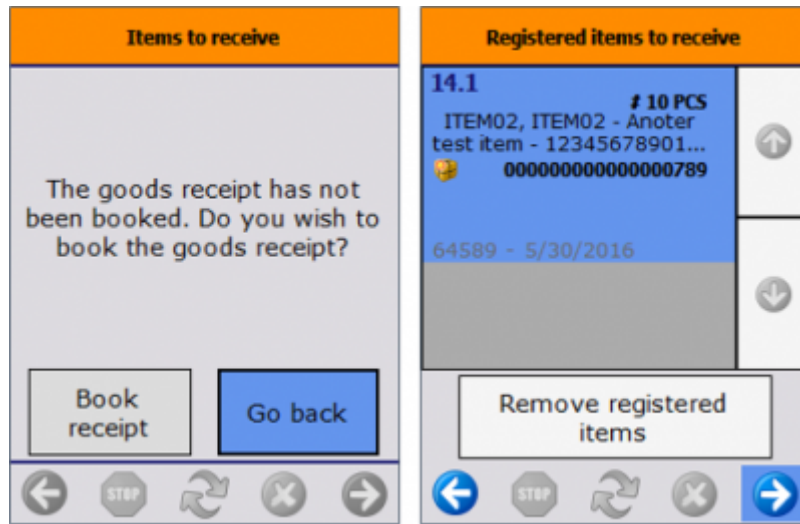 Items to receive
The goods receipt has not
been booked. Do you wish to
book the goods receipt?
Book
receipt
Go back
STOP
Registered items to receive
14.1
# 10 PCS
ITEM02, ITEM02 - Anoter
test item - 12345678901...
000000000000000789
64589 - 5/30/2016
Remove registered
items
STOP